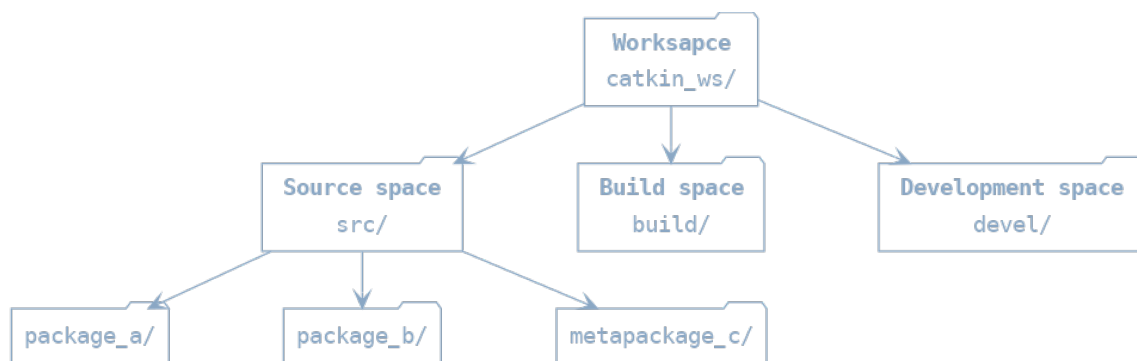 Worksapce
catkin_ws/
Source space
src/
Build space
build/
Development space
devel/
package_a/
package_b/
metapackage_c/